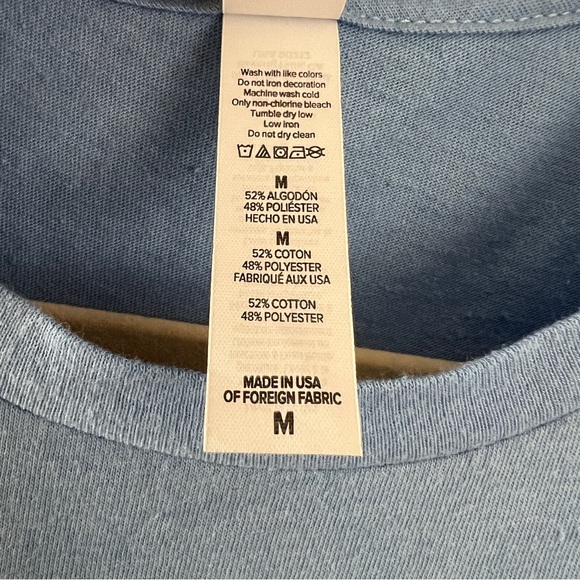 Wash with like colors
Do not iron decoration
Machine wash cold
Only non-chlorine bleach
Tumble dry low
Low iron
Do not dry clean
M
52% ALGODÓN
48% POLIÉSTER
HECHO EN USA
M
52% COTON
48% POLYESTER
FABRIQUÉ AUX USA
52% COTTON
48% POLYESTER
MADE IN USA
OF FOREIGN FABRIC
M